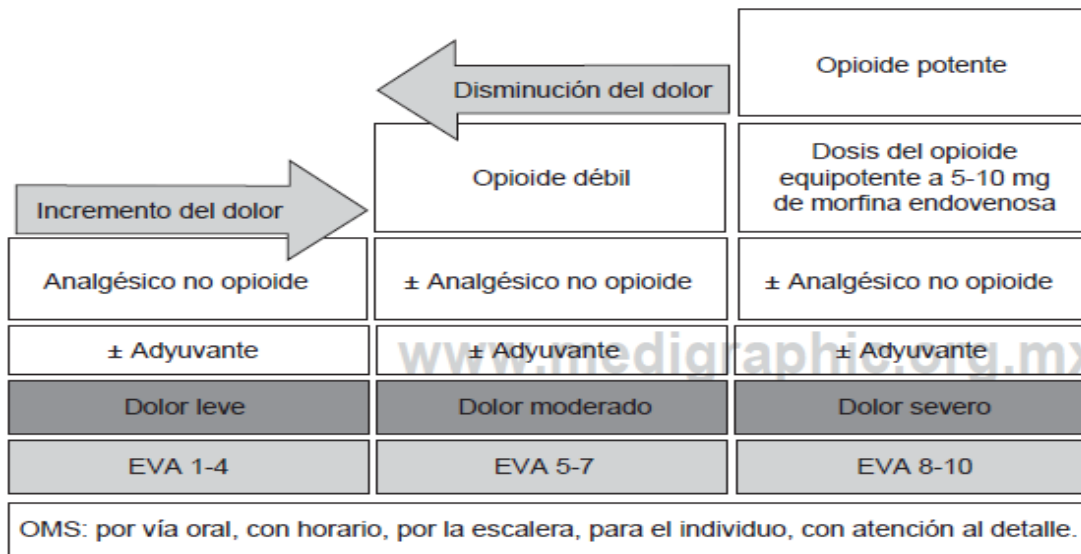 Opioide potente
Disminución del dolor
Opioide débil
Dosis del opioide
equipotente a 5-10 mg
de morfina endovenosa
Incremento del dolor
Analgésico no opioide
± Analgésico no opioide
± Analgésico no opioide
± Adyuvante
± Adyuvante
± Adyuvante
www.medigraphic.org.mx
Dolor leve
Dolor moderado
Dolor severo
EVA 1-4
EVA 5-7
EVA 8-10
OMS: por vía oral, con horario, por la escalera, para el individuo, con atención al detalle.